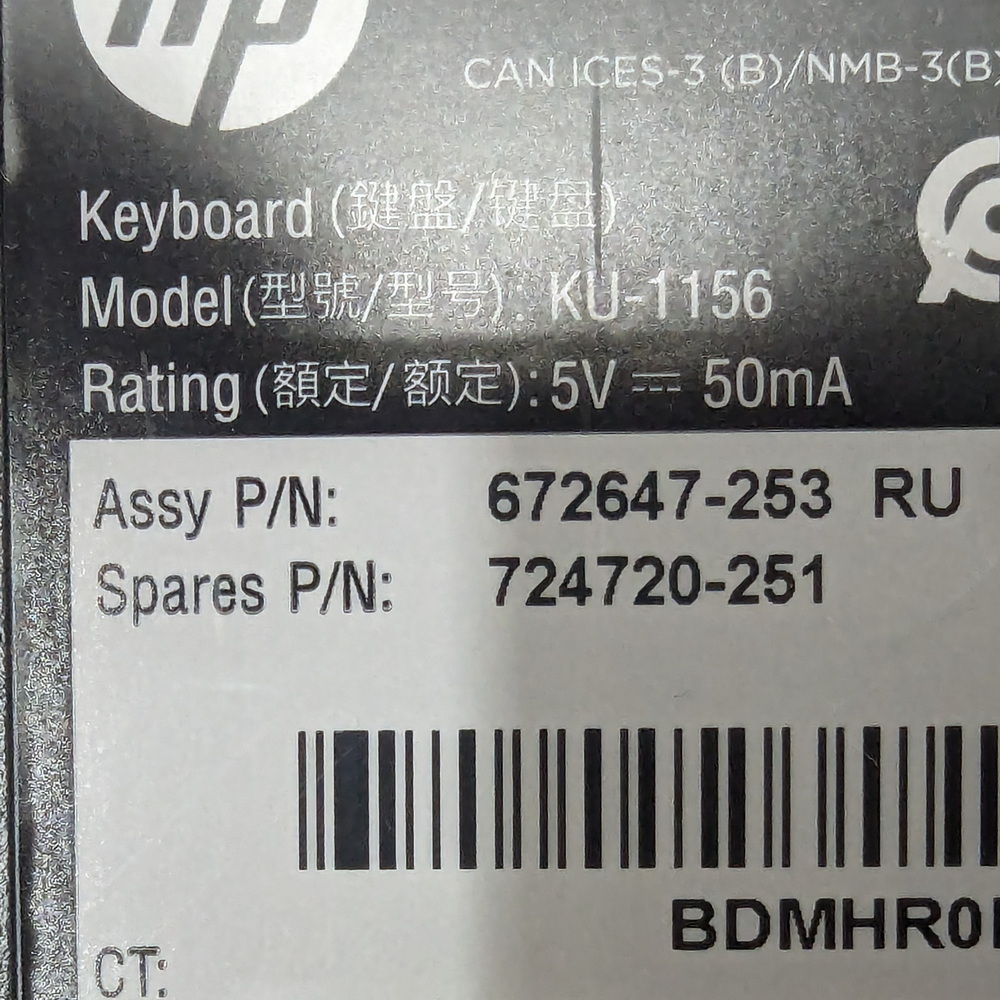 hp
CAN ICES-3 (B)/NMB-3(B)
Keyboard (鍵盤/键盘)
Model(型號/型号): KU-1156
Rating (額定/额定): 5V ⎓ 50mA
Assy P/N: 672647-253 RU
Spares P/N: 724720-251
BDMHR0
CT: